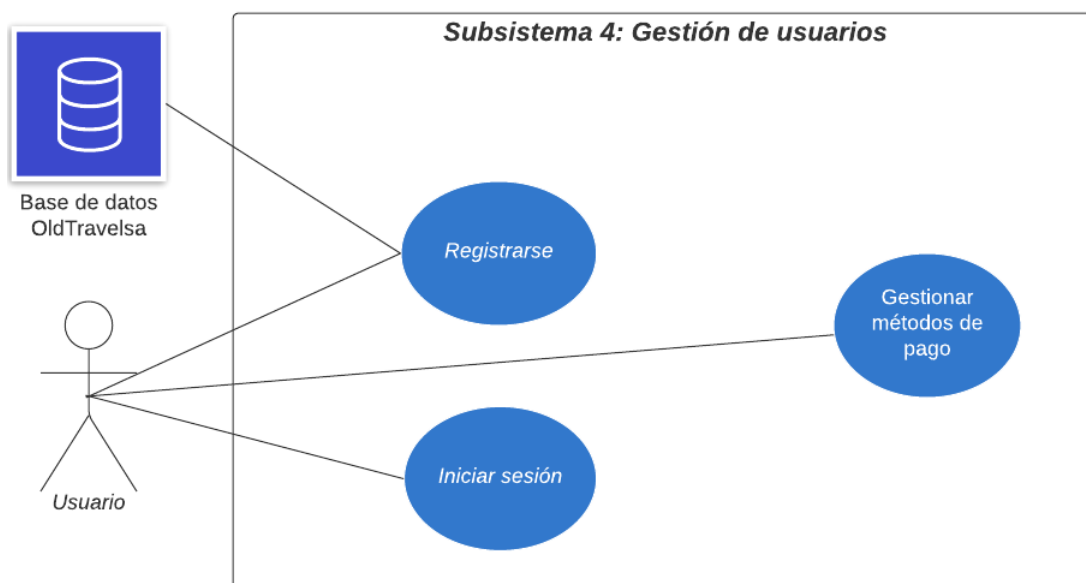 Subsistema 4: Gestión de usuarios
Base de datos
OldTravelsa
Registrarse
Gestionar
métodos de
pago
Iniciar sesión
Usuario